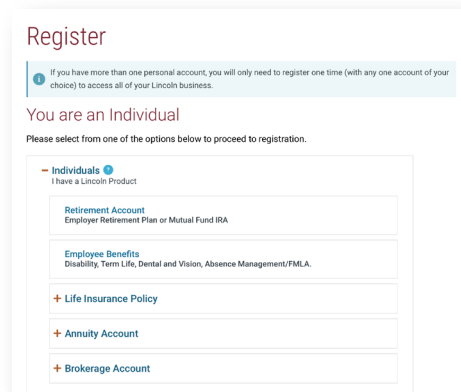 Register
If you have more than one personal account, you will only need to register one time (with any one account of your
choice) to access all of your Lincoln business.
You are an Individual
Please select from one of the options below to proceed to registration.
Individuals
I have a Lincoln Product
Retirement Account
Employer Retirement Plan or Mutual Fund IRA
Employee Benefits
Disability, Term Life, Dental and Vision, Absence Management/FMLA.
+ Life Insurance Policy
+ Annuity Account
+ Brokerage Account